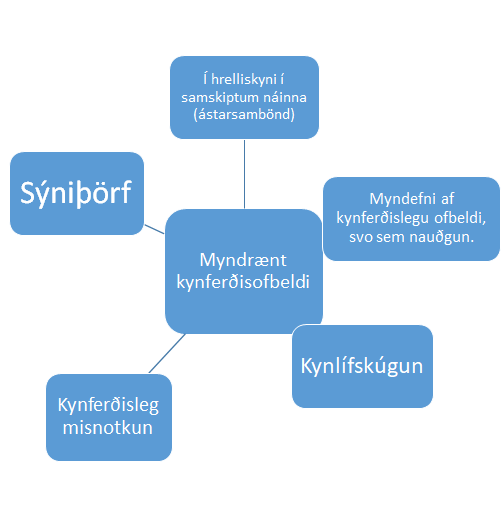 Í hrelliskyni í
samskiptum náinna
(ástarsambönd)
Sýniþörf
Myndefni af
kynferðislegu ofbeldi,
svo sem nauðgun.
Myndrænt
kynferðisofbeldi
Kynlífskúgun
Kynferðisleg
misnotkun